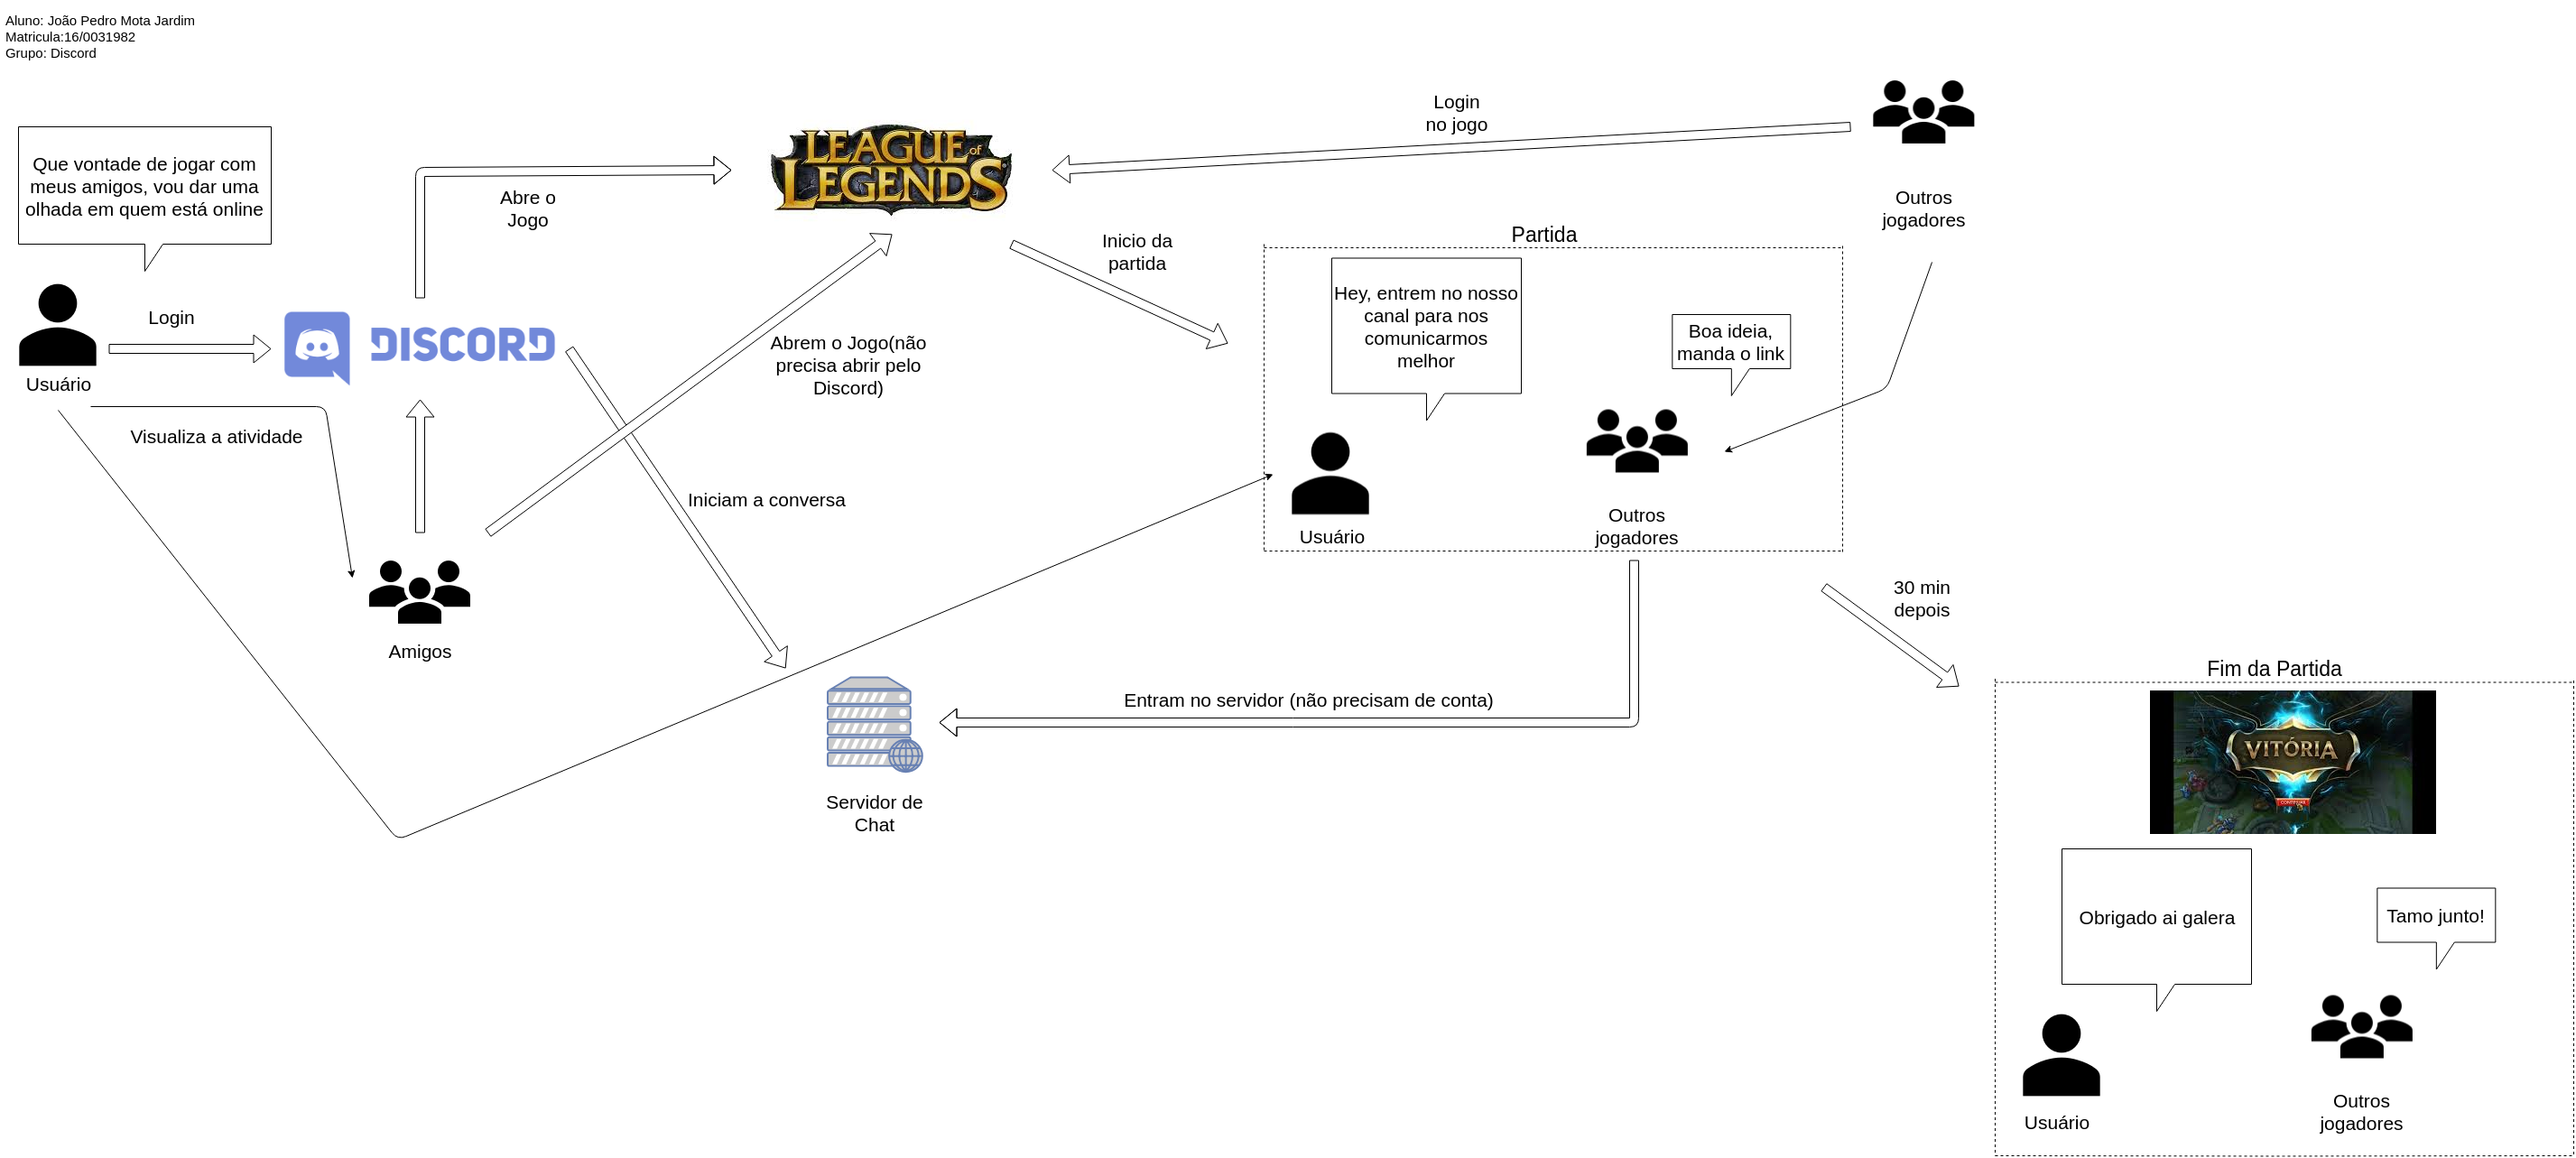 Aluno: João Pedro Mota Jardim
Matricula:16/0031982
Grupo: Discord
Que vontade de jogar com
meus amigos, vou dar uma
olhada em quem está online
Login
Usuário
DISCORD
Visualiza a atividade
Amigos
Abre o
Jogo
LEAGUE
of
LEGENDS
Abrem o Jogo(não
precisa abrir pelo
Discord)
Iniciam a conversa
Login
no jogo
Outros
jogadores
Inicio da
partida
Partida
Hey, entrem no nosso
canal para nos
comunicarmos
melhor
Boa ideia,
manda o link
Usuário
Outros
jogadores
Entram no servidor (não precisam de conta)
Servidor de
Chat
30 min
depois
Fim da Partida
VITÓRIA
Obrigado ai galera
Tamo junto!
Usuário
Outros
jogadores